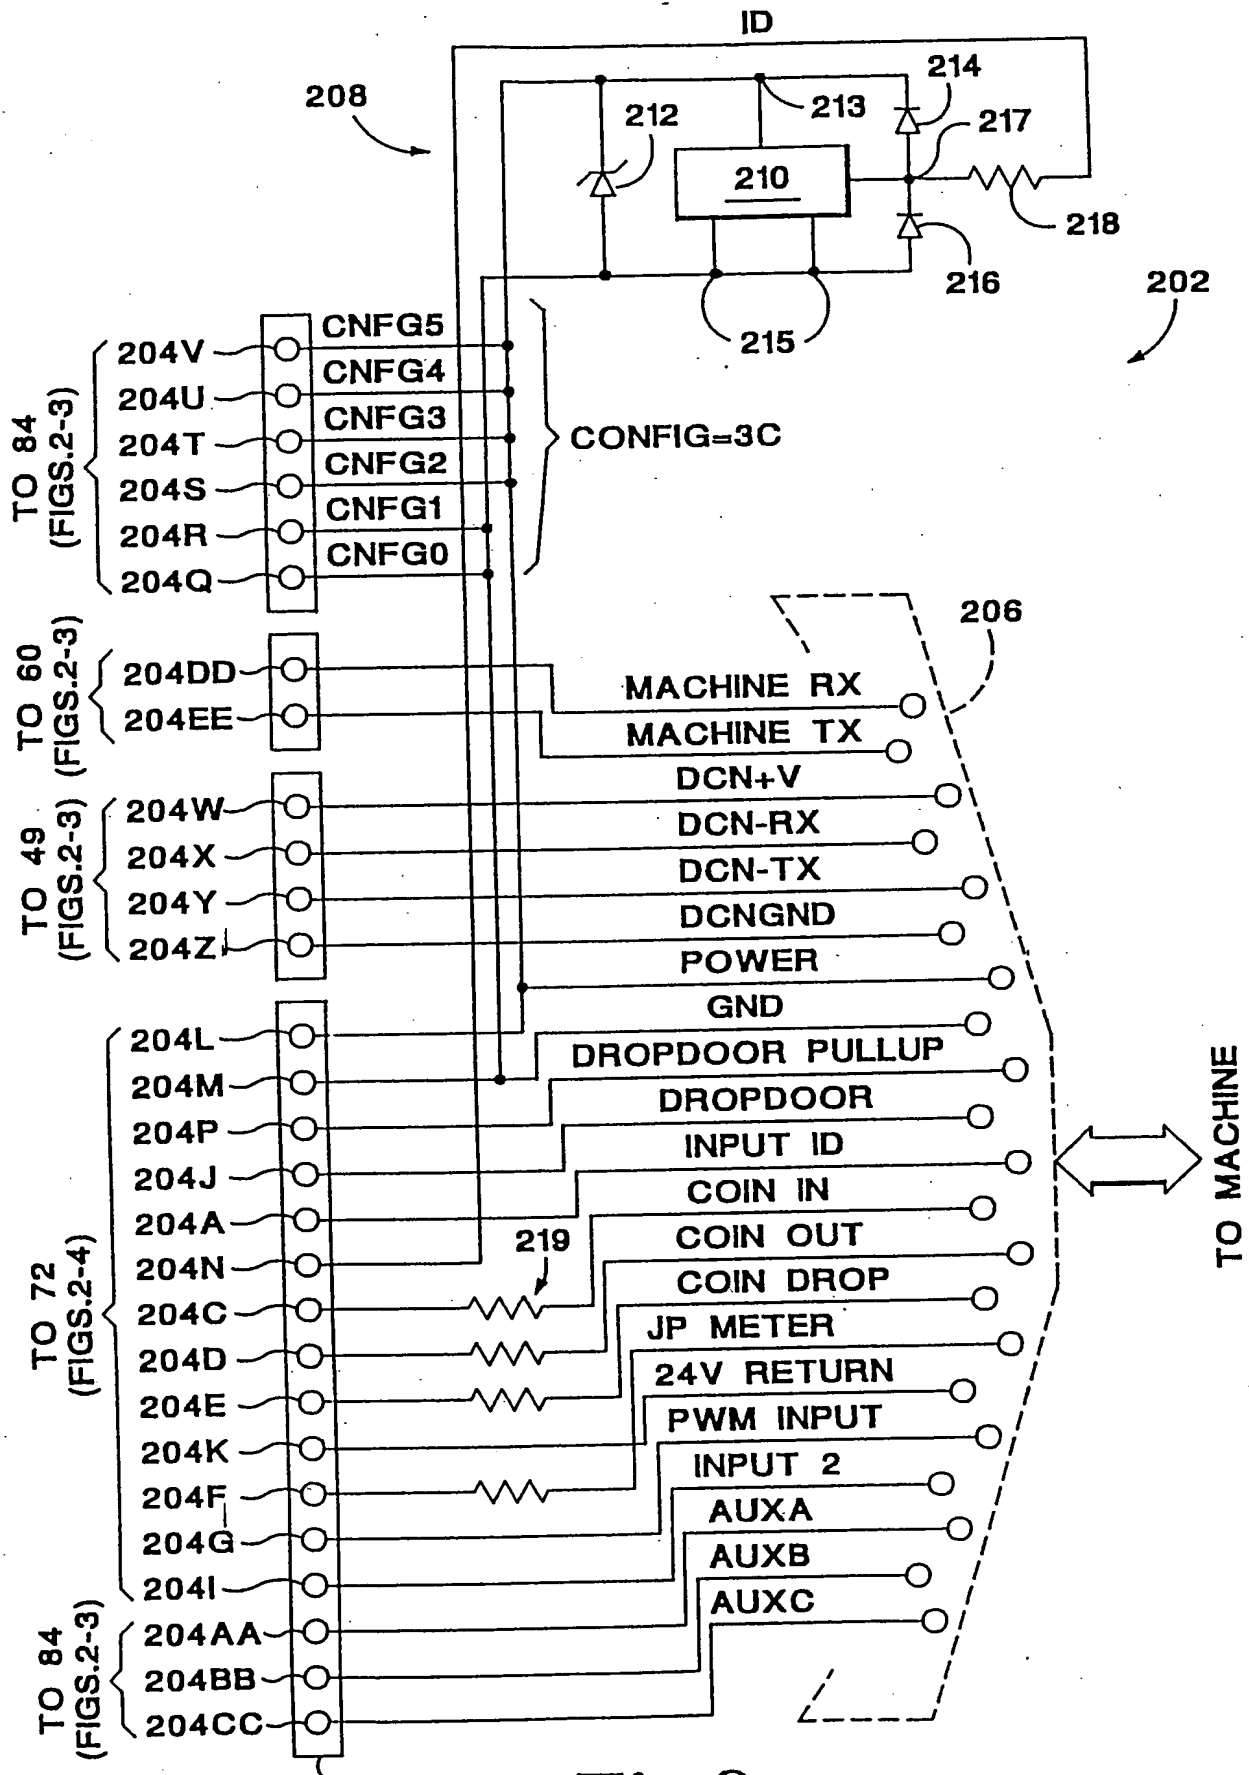 ID
208
212
213
214
217
210
218
216
215
202
TO 84
(FIGS.2-3)
204V
CNFG5
204U
CNFG4
204T
CNFG3
204S
CNFG2
204R
CNFG1
204Q
CNFG0
CONFIG=3C
206
TO 60
(FIGS.2-3)
204DD
MACHINE RX
204EE
MACHINE TX
TO 49
(FIGS.2-3)
204W
DCN+V
204X
DCN-RX
204Y
DCN-TX
204Z
DCNGND
POWER
TO 72
(FIGS.2-4)
204L
GND
204M
DROPDOOR PULLUP
204P
DROPDOOR
204J
INPUT ID
204A
COIN IN
204N
219
COIN OUT
204C
COIN DROP
204D
JP METER
204E
24V RETURN
204K
PWM INPUT
204F
INPUT 2
204G
AUXA
204I
AUXB
TO 84
(FIGS.2-3)
204AA
AUXC
204BB
204CC
TO MACHINE